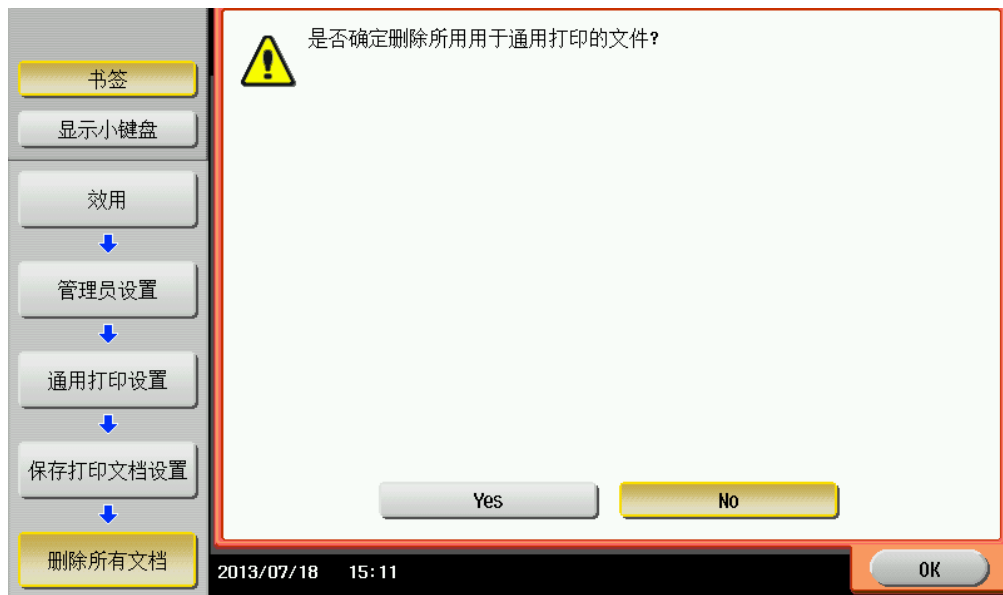 书签
显示小键盘
效用
管理员设置
通用打印设置
保存打印文档设置
删除所有文档
是否确定删除所用用于通用打印的文件?
Yes
No
2013/07/18 15:11
OK